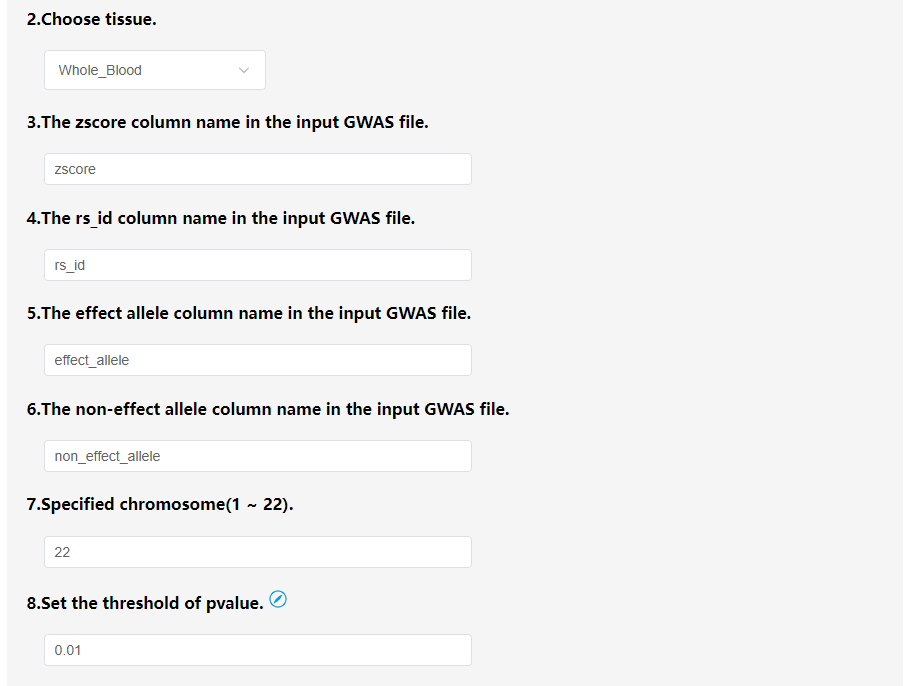 2.Choose tissue.
Whole_Blood
3.The zscore column name in the input GWAS file.
zscore
4.The rs_id column name in the input GWAS file.
rs_id
5.The effect allele column name in the input GWAS file.
effect_allele
6.The non-effect allele column name in the input GWAS file.
non_effect_allele
7.Specified chromosome(1 ~ 22).
22
8.Set the threshold of pvalue.
0.01